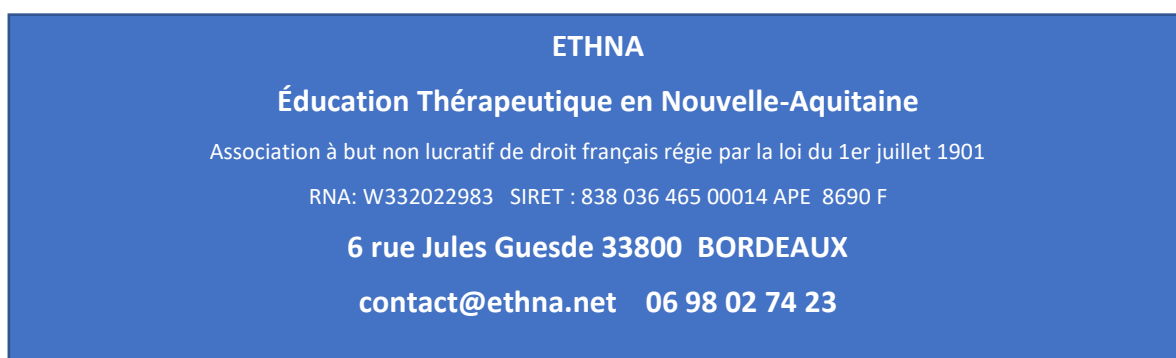 ETHNA
Éducation Thérapeutique en Nouvelle-Aquitaine
Association à but non lucratif de droit français régie par la loi du 1er juillet 1901
RNA: W332022983 SIRET : 838 036 465 00014 APE 8690 F
6 rue Jules Guesde 33800 BORDEAUX
contact@ethna.net 06 98 02 74 23